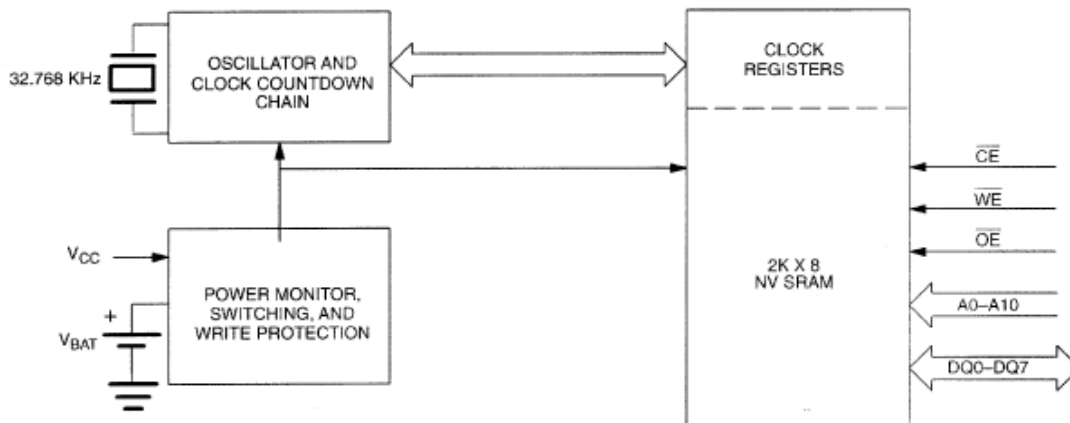 32.768 KHz
OSCILLATOR AND
CLOCK COUNTDOWN
CHAIN
CLOCK
REGISTERS
CE
WE
OE
VCC
2K X 8
NV SRAM
POWER MONITOR,
SWITCHING, AND
WRITE PROTECTION
A0–A10
+
VBAT
DQ0–DQ7